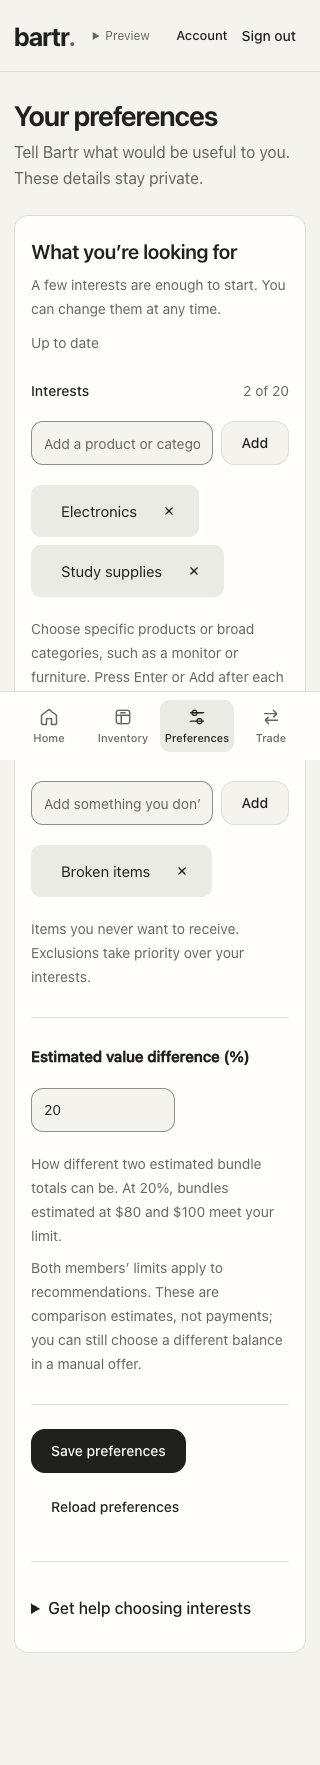 bartr.
▶ Preview
Account
Sign out
Your preferences
Tell Bartr what would be useful to you.
These details stay private.
What you’re looking for
A few interests are enough to start. You
can change them at any time.
Up to date
Interests
2 of 20
Add a product or catego
Add
Electronics ×
Study supplies ×
Choose specific products or broad
categories, such as a monitor or
furniture. Press Enter or Add after each
Home
Inventory
Preferences
Trade
Add something you don’
Add
Broken items ×
Items you never want to receive.
Exclusions take priority over your
interests.
Estimated value difference (%)
20
How different two estimated bundle
totals can be. At 20%, bundles
estimated at $80 and $100 meet your
limit.
Both members’ limits apply to
recommendations. These are
comparison estimates, not payments;
you can still choose a different balance
in a manual offer.
Save preferences
Reload preferences
▶ Get help choosing interests